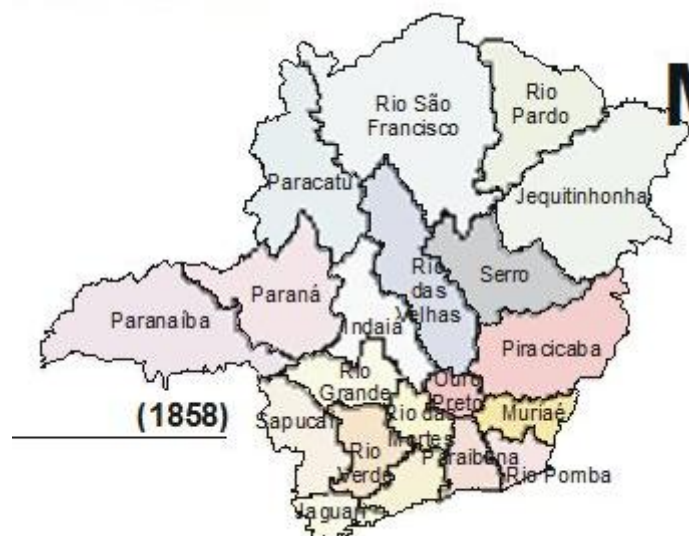 M
Rio São
Francisco
Rio
Pardo
Paracatu
Jequitinhonha
Serro
Rio
das
Velhas
Paraná
Paranaíba
Indaiá
Piracicaba
Rio
Grande
Ouro
Preto
(1858)
Sapucaí
Rio das
Mortes
Muriaé
Rio
Verde
Paraibuna
Rio Pomba
Jaguari